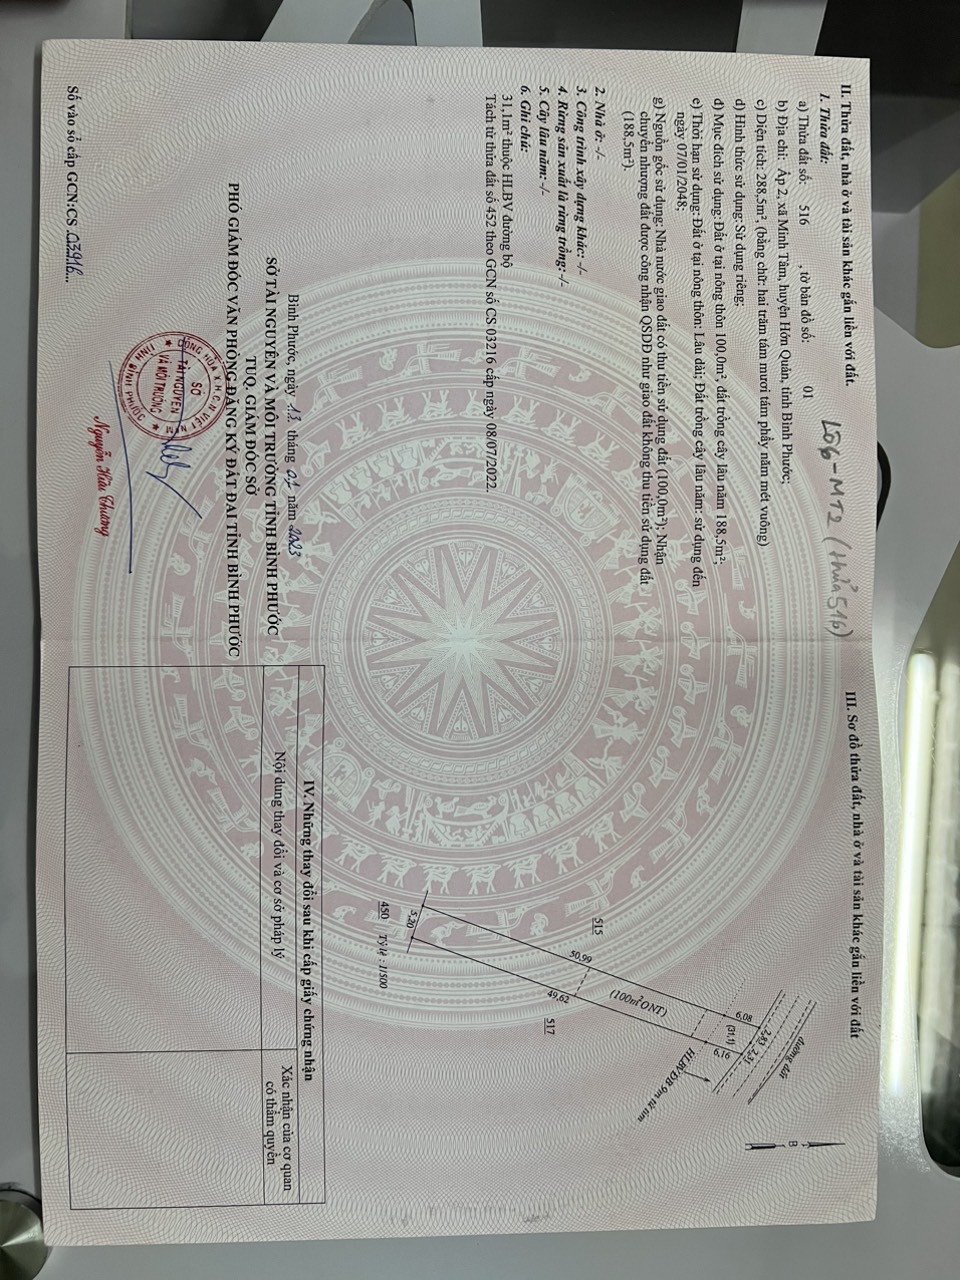 II. Thửa đất, nhà ở và tài sản khác gắn liền với đất.
1. Thửa đất:
Lô6-MT2 (thửa 516)
a) Thửa đất số: 516 , tờ bản đồ số: 01
b) Địa chỉ: Ấp 2, xã Minh Tâm, huyện Hớn Quản, tỉnh Bình Phước;
c) Diện tích: 288,5m², (bằng chữ: hai trăm tám mươi tám phẩy năm mét vuông)
d) Hình thức sử dụng: Sử dụng riêng;
đ) Mục đích sử dụng: Đất ở tại nông thôn 100,0m², đất trồng cây lâu năm 188,5m²;
e) Thời hạn sử dụng: Đất ở tại nông thôn: Lâu dài; Đất trồng cây lâu năm: sử dụng đến
ngày 07/01/2048;
g) Nguồn gốc sử dụng: Nhà nước giao đất có thu tiền sử dụng đất (100,0m²); Nhận
chuyển nhượng đất được công nhận QSDĐ như giao đất không thu tiền sử dụng đất
(188,5m²).
2. Nhà ở: -/-
3. Công trình xây dựng khác: -/-
4. Rừng sản xuất là rừng trồng: -/-
5. Cây lâu năm: -/-
6. Ghi chú:
31,1m² thuộc HLBV đường bộ
Tách từ thửa đất số 452 theo GCN số CS 03216 cấp ngày 08/07/2022.
Bình Phước, ngày 13 tháng 01 năm 2023
SỞ TÀI NGUYÊN VÀ MÔI TRƯỜNG TỈNH BÌNH PHƯỚC
TUQ. GIÁM ĐỐC SỞ
PHÓ GIÁM ĐỐC VĂN PHÒNG ĐĂNG KÝ ĐẤT ĐAI TỈNH BÌNH PHƯỚC
CỘNG HÒA X.H.C.N VIỆT NAM
SỞ
TÀI NGUYÊN
VÀ MÔI TRƯỜNG
TỈNH BÌNH PHƯỚC
Nguyễn Hữu Thương
Số vào sổ cấp GCN:CS 03916
III. Sơ đồ thửa đất, nhà ở và tài sản khác gắn liền với đất
đường đất
B
2,83
2,35
6,08
(31,1)
6,16
HLBVĐB 9m từ tim
(100m²ONT)
515
50,99
49,62
517
5,20
450
Tỷ lệ : 1/500
IV. Những thay đổi sau khi cấp giấy chứng nhận
Nội dung thay đổi và cơ sở pháp lý
Xác nhận của cơ quan
có thẩm quyền